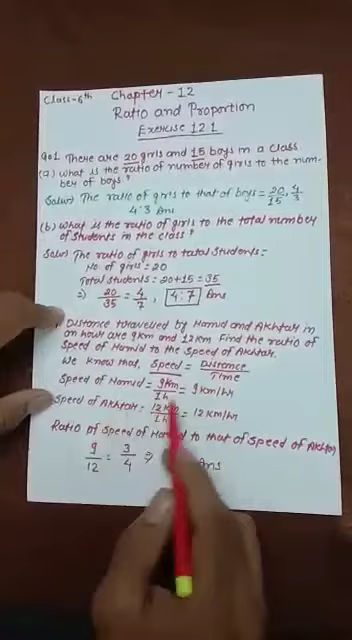 Class-6th Chapter-12
Ratio and Proportion
Exercise 12.1
Q.1 There are 20 girls and 15 boys in a class
(a) What is the ratio of number of girls to the num-
ber of boys?
Solun) The ratio of girls to that of boys = 20/15, 4/3
4:3 Ans
(b) What is the ratio of girls to the total number
of students in the class?
Solun) The ratio of girls to total students =
No of girls = 20
Total students = 20+15 = 35
⇒ 20/35 = 4/7, 4:7 Ans
Distance travelled by Hamid and Akhtar in
an hour are 9km and 12km Find the ratio of
Speed of Hamid to the Speed of Akhtar.
We know that, Speed = Distance/Time
Speed of Hamid = 9km/1h = 9km/hr
Speed of Akhtar = 12km/1h = 12km/hr
Ratio of Speed of Hamid to that of Speed of Akhtar
9/12 = 3/4 ⇒ Ans